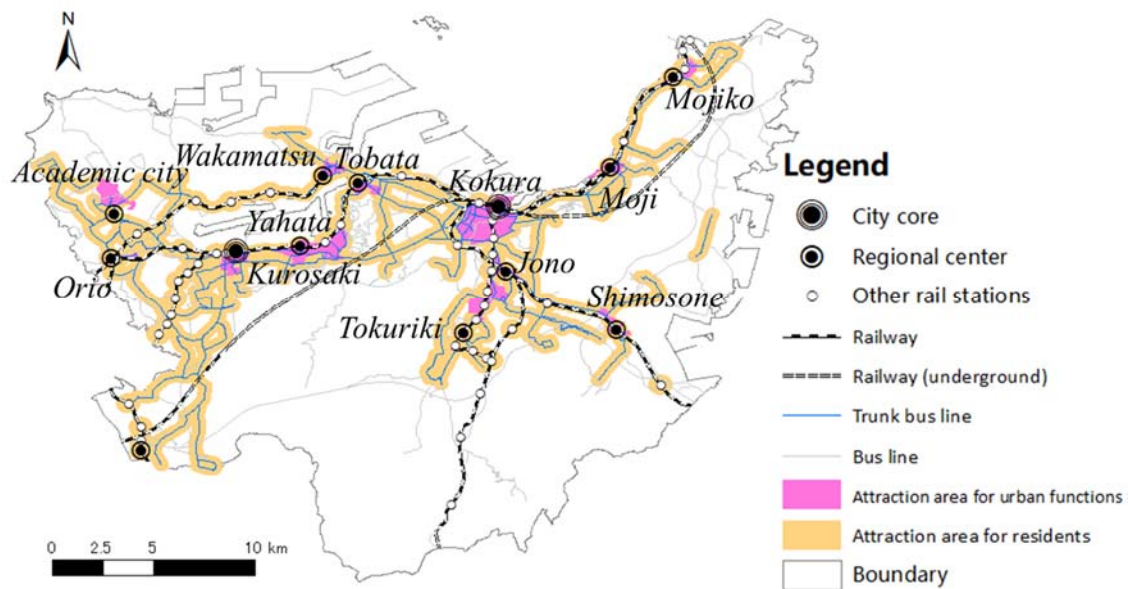 N
Mojiko
Wakamatsu
Tobata
Academic city
Kokura
Moji
Yahata
Kurosaki
Orio
Jono
Shimosone
Tokuriki
0 2.5 5 10 km
Legend
City core
Regional center
Other rail stations
Railway
Railway (underground)
Trunk bus line
Bus line
Attraction area for urban functions
Attraction area for residents
Boundary